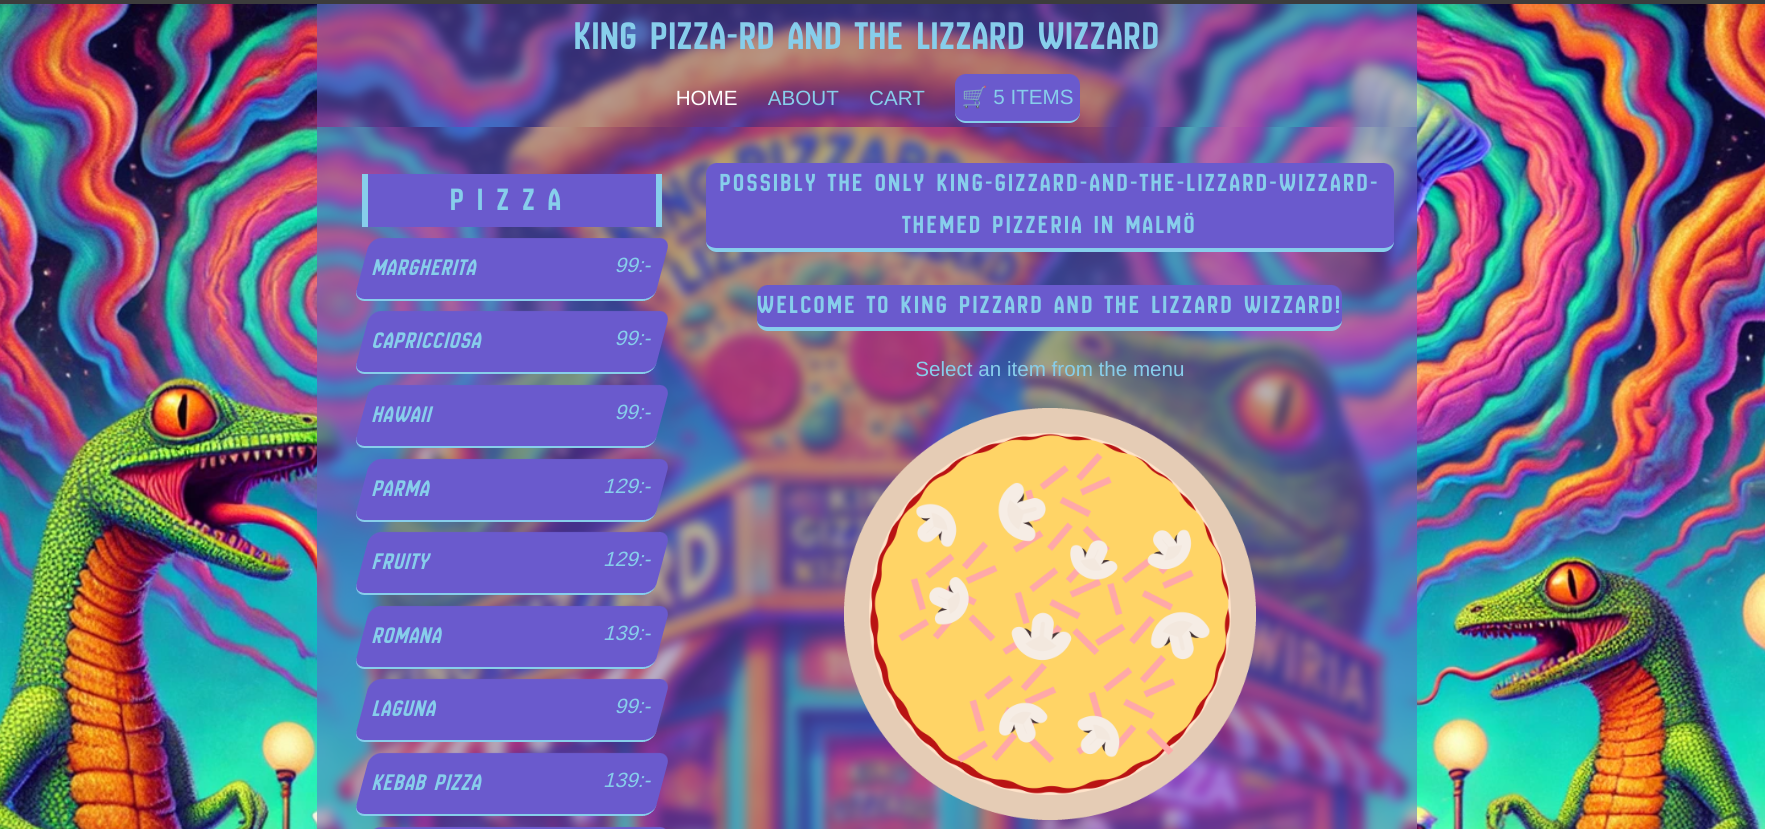 KING PIZZA-RD AND THE LIZZARD WIZZARD
HOME ABOUT CART 🛒 5 ITEMS
PIZZA
MARGHERITA 99:-
CAPRICCIOSA 99:-
HAWAII 99:-
PARMA 129:-
FRUITY 129:-
ROMANA 139:-
LAGUNA 99:-
KEBAB PIZZA 139:-
POSSIBLY THE ONLY KING-GIZZARD-AND-THE-LIZZARD-WIZZARD-
THEMED PIZZERIA IN MALMÖ
WELCOME TO KING PIZZARD AND THE LIZZARD WIZZARD!
Select an item from the menu